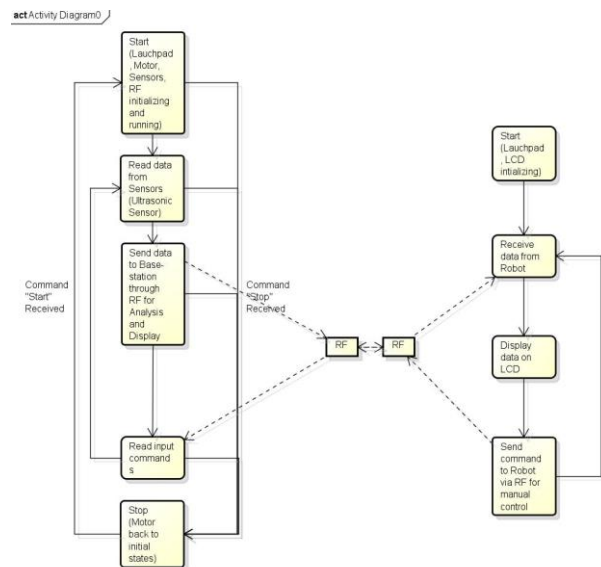 act Activity Diagram0
Start
(Lauchpad
, Motor,
Sensors,
RF
initializing
and
running)
Read data
from
Sensors
(Ultrasonic
Sensor)
Send data
to Base-
station
through
RF for
Analysis
and
Display
Command
"Start"
Received
Command
"Stop"
Received
Read input
command
s
Stop
(Motor
back to
initial
states)
RF
RF
Start
(Lauchpad
, LCD
intializing)
Receive
data from
Robot
Display
data on
LCD
Send
command
to Robot
via RF for
manual
control